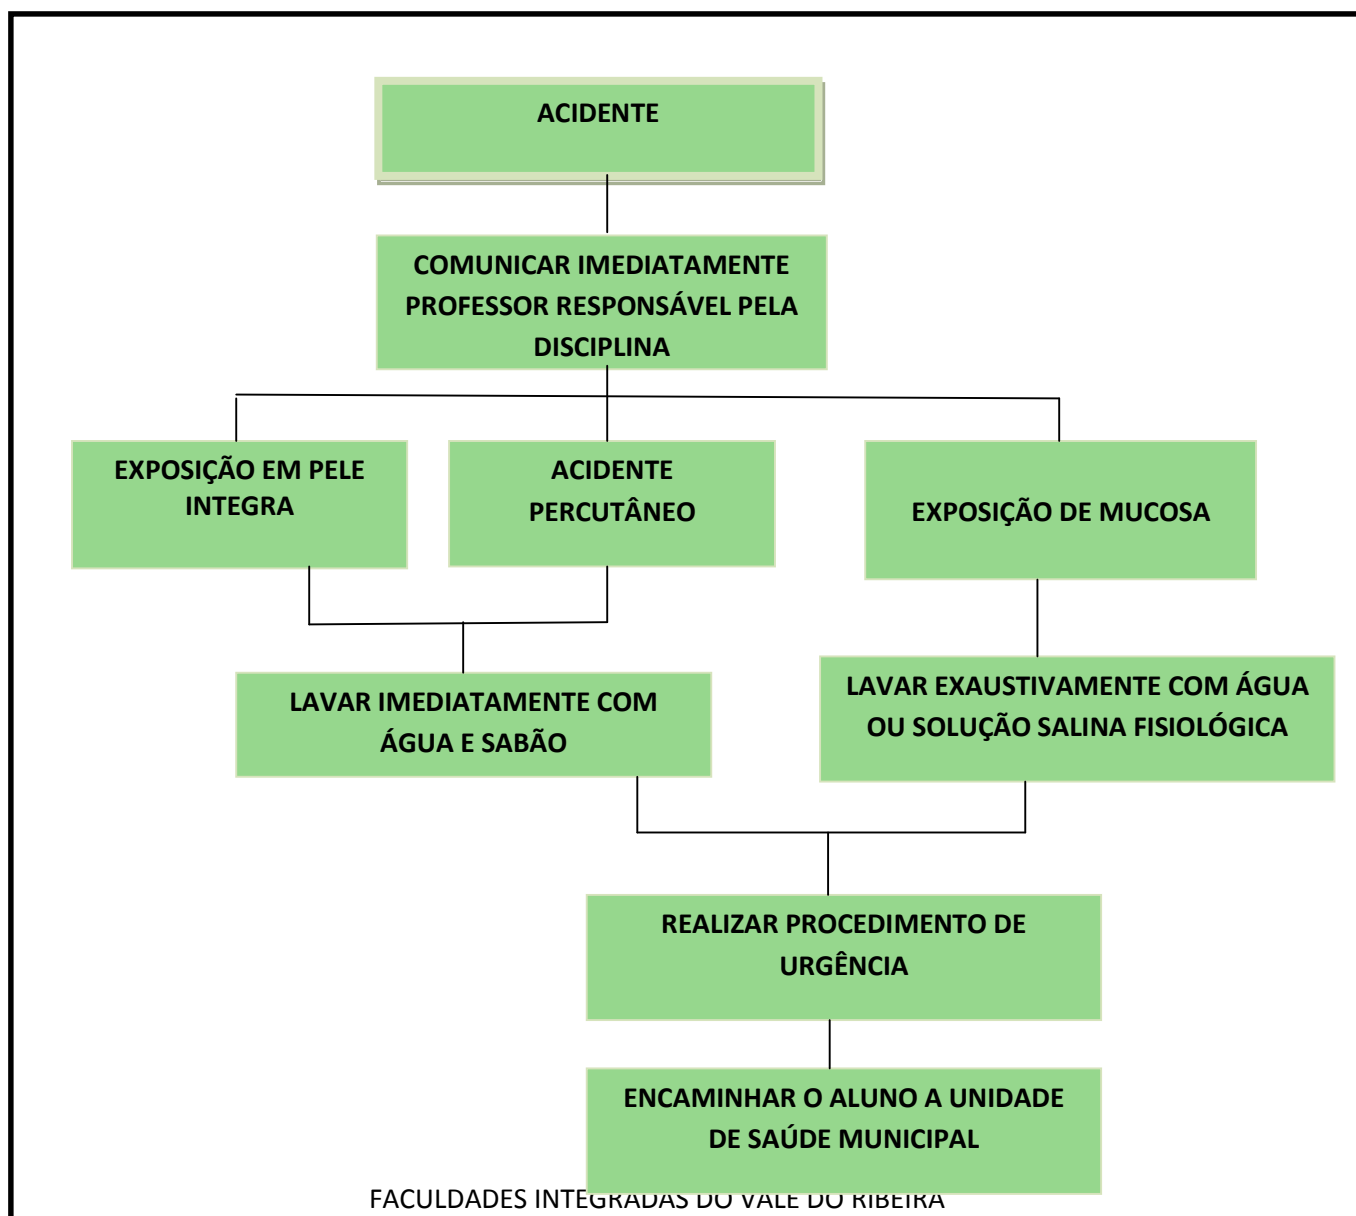 ACIDENTE
COMUNICAR IMEDIATAMENTE
PROFESSOR RESPONSÁVEL PELA
DISCIPLINA
EXPOSIÇÃO EM PELE
INTEGRA
ACIDENTE
PERCUTÂNEO
EXPOSIÇÃO DE MUCOSA
LAVAR IMEDIATAMENTE COM
ÁGUA E SABÃO
LAVAR EXAUSTIVAMENTE COM ÁGUA
OU SOLUÇÃO SALINA FISIOLÓGICA
REALIZAR PROCEDIMENTO DE
URGÊNCIA
ENCAMINHAR O ALUNO A UNIDADE
DE SAÚDE MUNICIPAL
FACULDADES INTEGRADAS DO VALE DO RIBEIRA